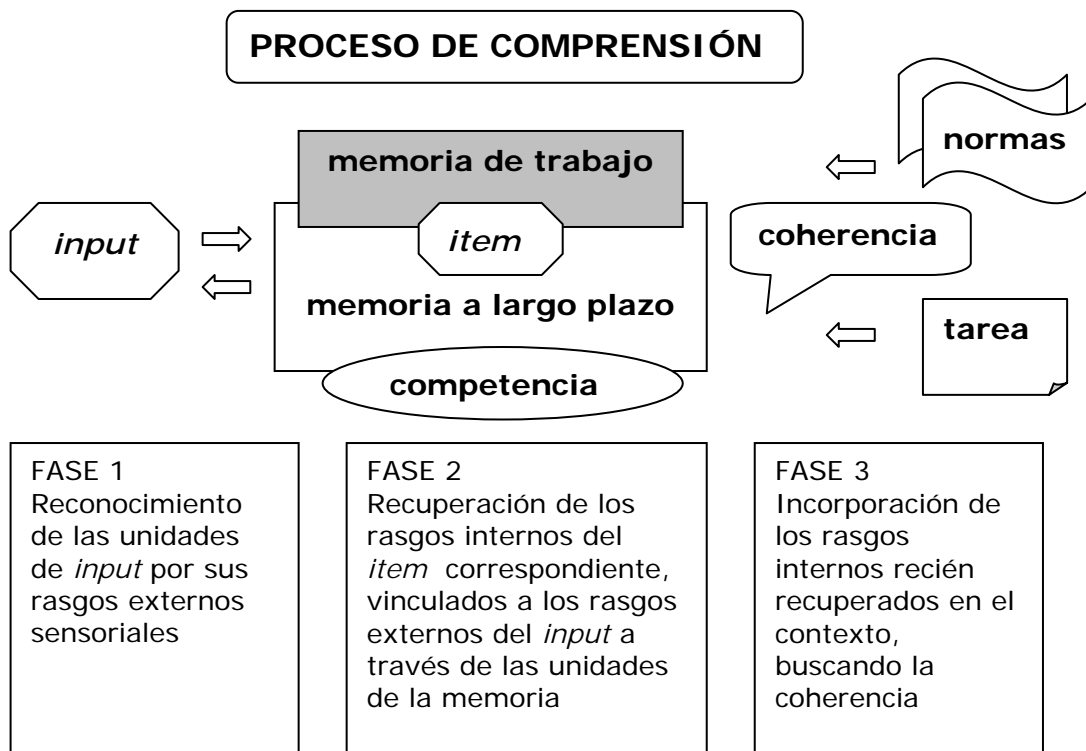 PROCESO DE COMPRENSIÓN
normas
memoria de trabajo
input
item
coherencia
memoria a largo plazo
tarea
competencia
FASE 1
Reconocimiento
de las unidades
de input por sus
rasgos externos
sensoriales
FASE 2
Recuperación de los
rasgos internos del
item correspondiente,
vinculados a los rasgos
externos del input a
través de las unidades
de la memoria
FASE 3
Incorporación de
los rasgos
internos recién
recuperados en el
contexto,
buscando la
coherencia